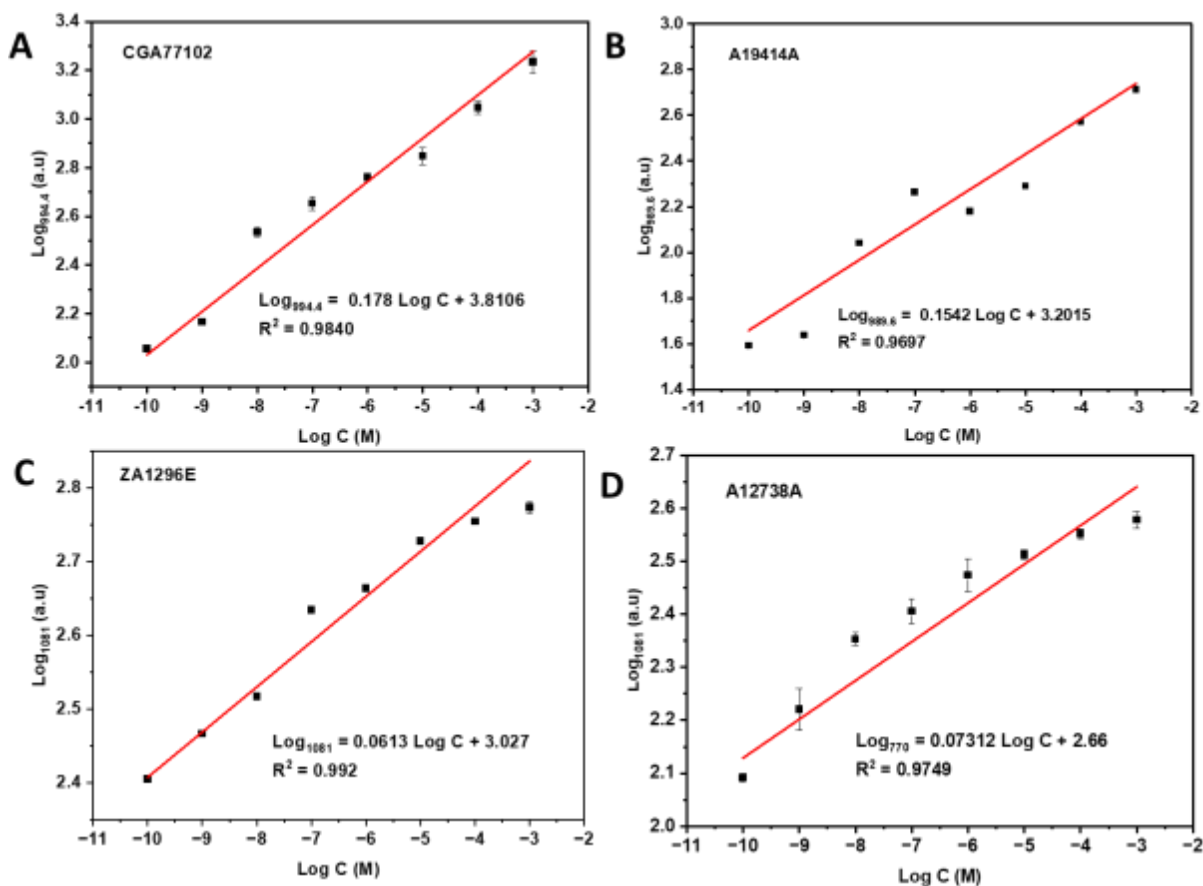 A
CGA77102
3.4
3.2
3.0
2.8
2.6
2.4
2.2
2.0
Log994.4 (a.u)
Log994.4 = 0.178 Log C + 3.8106
R2 = 0.9840
-11 -10 -9 -8 -7 -6 -5 -4 -3 -2
Log C (M)
B
A19414A
3.0
2.8
2.6
2.4
2.2
2.0
1.8
1.6
1.4
Log989.6 (a.u)
Log989.6 = 0.1542 Log C + 3.2015
R2 = 0.9697
-11 -10 -9 -8 -7 -6 -5 -4 -3 -2
Log C (M)
C
ZA1296E
2.8
2.7
2.6
2.5
2.4
Log1081 (a.u)
Log1081 = 0.0613 Log C + 3.027
R2 = 0.992
−11 −10 −9 −8 −7 −6 −5 −4 −3 −2
Log C (M)
D
A12738A
2.7
2.6
2.5
2.4
2.3
2.2
2.1
2.0
Log1081 (a.u)
Log770 = 0.07312 Log C + 2.66
R2 = 0.9749
−11 −10 −9 −8 −7 −6 −5 −4 −3 −2
Log C (M)